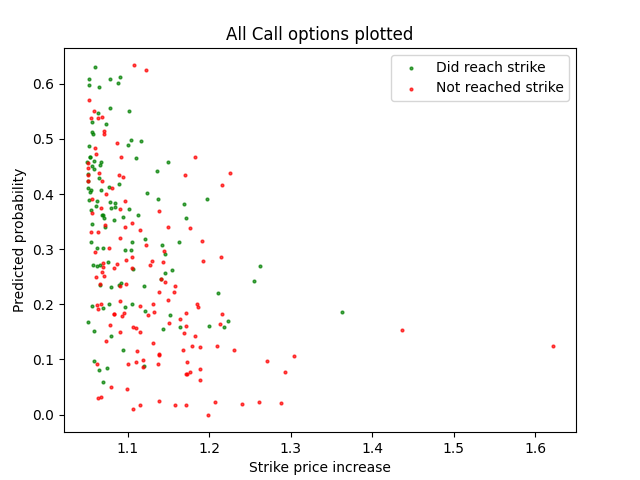 All Call options plotted
Did reach strike
Not reached strike
Predicted probability
0.6
0.5
0.4
0.3
0.2
0.1
0.0
1.1 1.2 1.3 1.4 1.5 1.6
Strike price increase